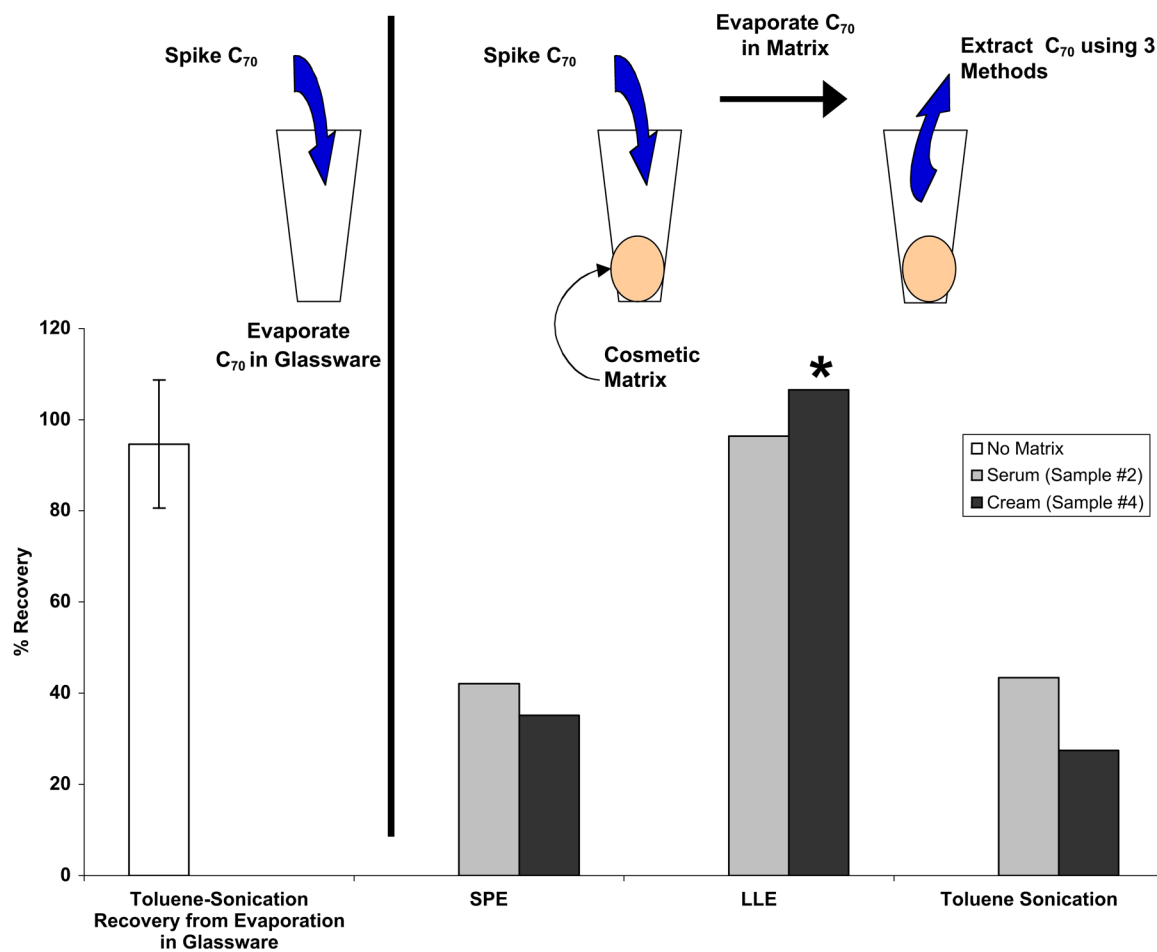 Spike C70
Evaporate
C70 in Glassware
Spike C70
Evaporate C70
in Matrix
Extract C70 using 3
Methods
Cosmetic
Matrix
*
% Recovery
120
100
80
60
40
20
0
No Matrix
Serum (Sample #2)
Cream (Sample #4)
Toluene-Sonication
Recovery from Evaporation
in Glassware
SPE
LLE
Toluene Sonication